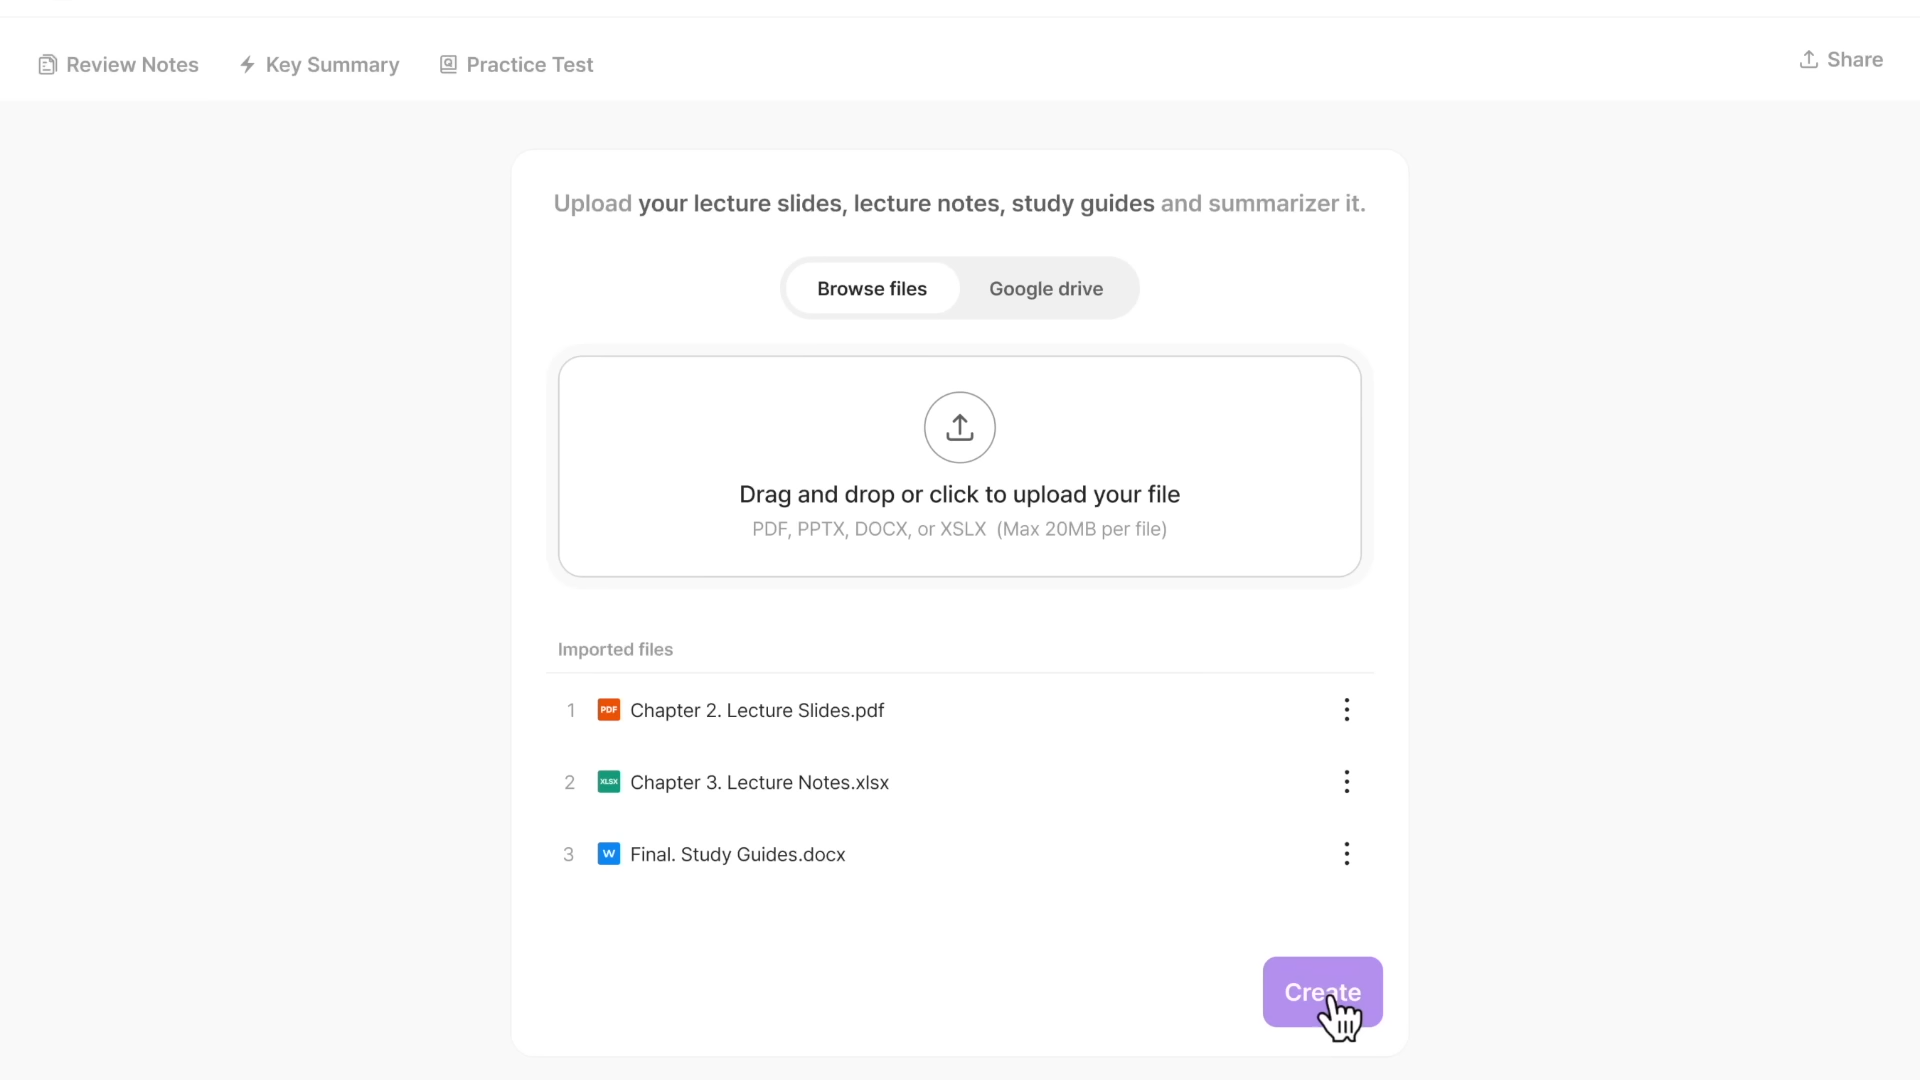 Review Notes
Key Summary
Practice Test
Share
Upload your lecture slides, lecture notes, study guides and summarizer it.
Browse files
Google drive
Drag and drop or click to upload your file
PDF, PPTX, DOCX, or XSLX (Max 20MB per file)
Imported files
1 PDF Chapter 2. Lecture Slides.pdf
2 XLSX Chapter 3. Lecture Notes.xlsx
3 W Final. Study Guides.docx
Create